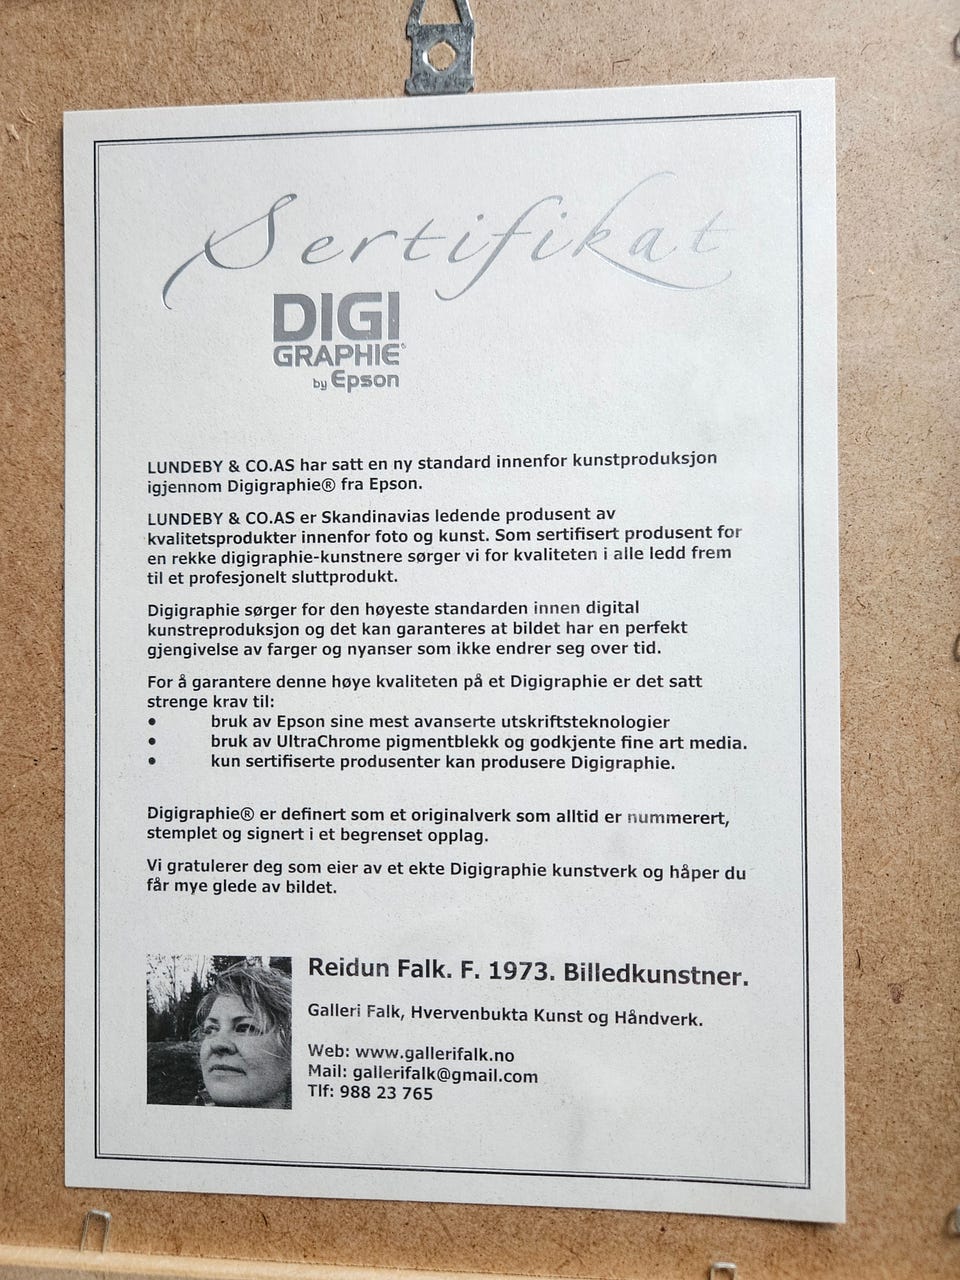 Sertifikat
DIGI
GRAPHIE®
by Epson
LUNDEBY & CO.AS har satt en ny standard innenfor kunstproduksjon
igjennom Digigraphie® fra Epson.
LUNDEBY & CO.AS er Skandinavias ledende produsent av
kvalitetsprodukter innenfor foto og kunst. Som sertifisert produsent for
en rekke digigraphie-kunstnere sørger vi for kvaliteten i alle ledd frem
til et profesjonelt sluttprodukt.
Digigraphie sørger for den høyeste standarden innen digital
kunstreproduksjon og det kan garanteres at bildet har en perfekt
gjengivelse av farger og nyanser som ikke endrer seg over tid.
For å garantere denne høye kvaliteten på et Digigraphie er det satt
strenge krav til:
• bruk av Epson sine mest avanserte utskriftsteknologier
• bruk av UltraChrome pigmentblekk og godkjente fine art media.
• kun sertifiserte produsenter kan produsere Digigraphie.
Digigraphie® er definert som et originalverk som alltid er nummerert,
stemplet og signert i et begrenset opplag.
Vi gratulerer deg som eier av et ekte Digigraphie kunstverk og håper du
får mye glede av bildet.
Reidun Falk. F. 1973. Billedkunstner.
Galleri Falk, Hvervenbukta Kunst og Håndverk.
Web: www.gallerifalk.no
Mail: gallerifalk@gmail.com
Tlf: 988 23 765